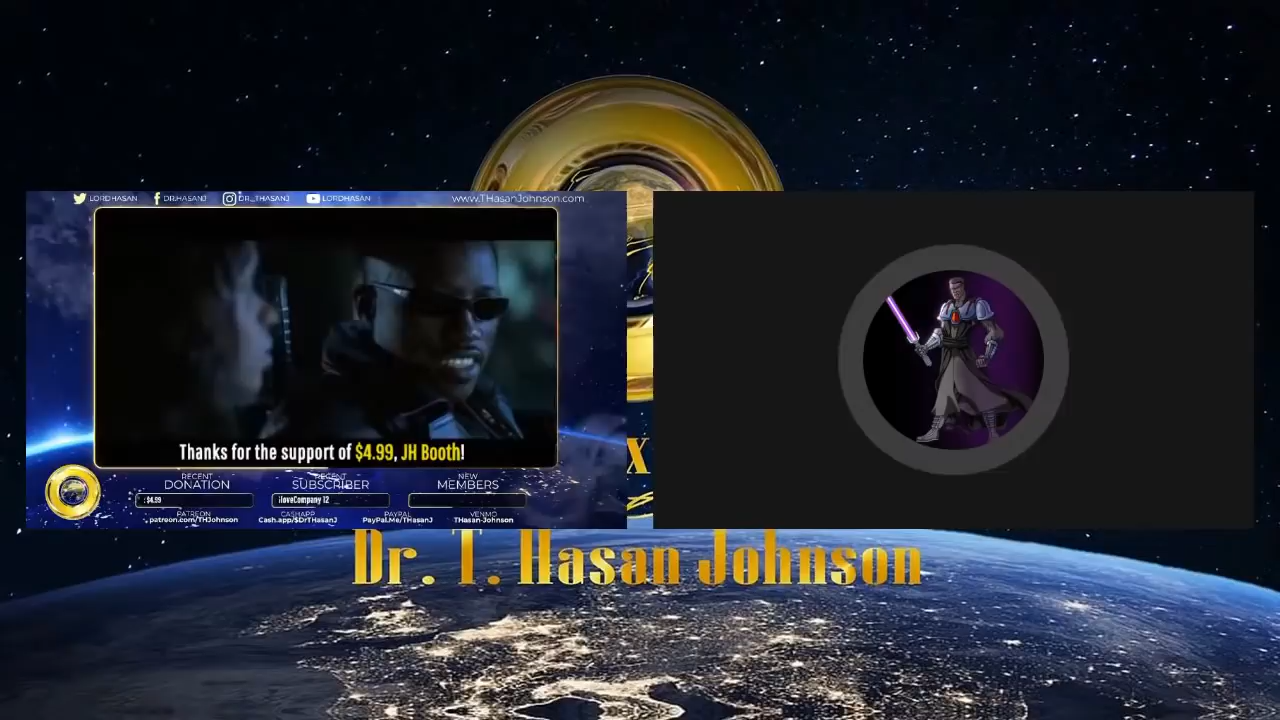 LORDHASAN DR.HASANJ DR_THASANJ LORDHASAN www.THasanJohnson.com
Thanks for the support of $4.99, JH Booth!
RECENT RECENT NEW
DONATION SUBSCRIBER MEMBERS
: $4.99 iloveCompany 12
PATREON CASHAPP PAYPAL VENMO
patreon.com/THJohnson Cash.app/$DrTHasanJ PayPal.Me/THasanJ THasan-Johnson
X
Dr. T. Hasan Johnson